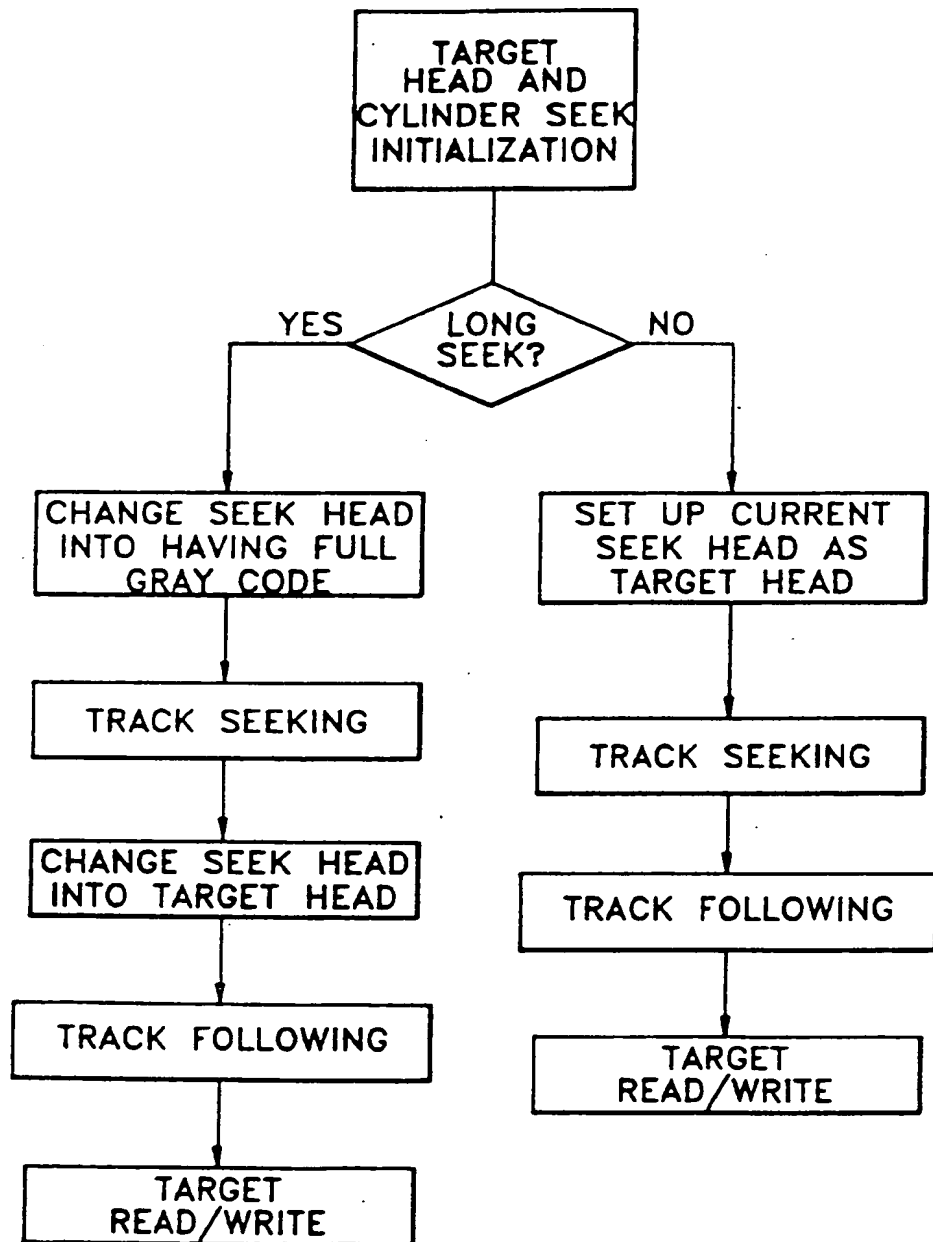 TARGET
HEAD AND
CYLINDER SEEK
INITIALIZATION
YES
LONG
SEEK?
NO
CHANGE SEEK HEAD
INTO HAVING FULL
GRAY CODE
TRACK SEEKING
CHANGE SEEK HEAD
INTO TARGET HEAD
TRACK FOLLOWING
TARGET
READ/WRITE
SET UP CURRENT
SEEK HEAD AS
TARGET HEAD
TRACK SEEKING
TRACK FOLLOWING
TARGET
READ/WRITE